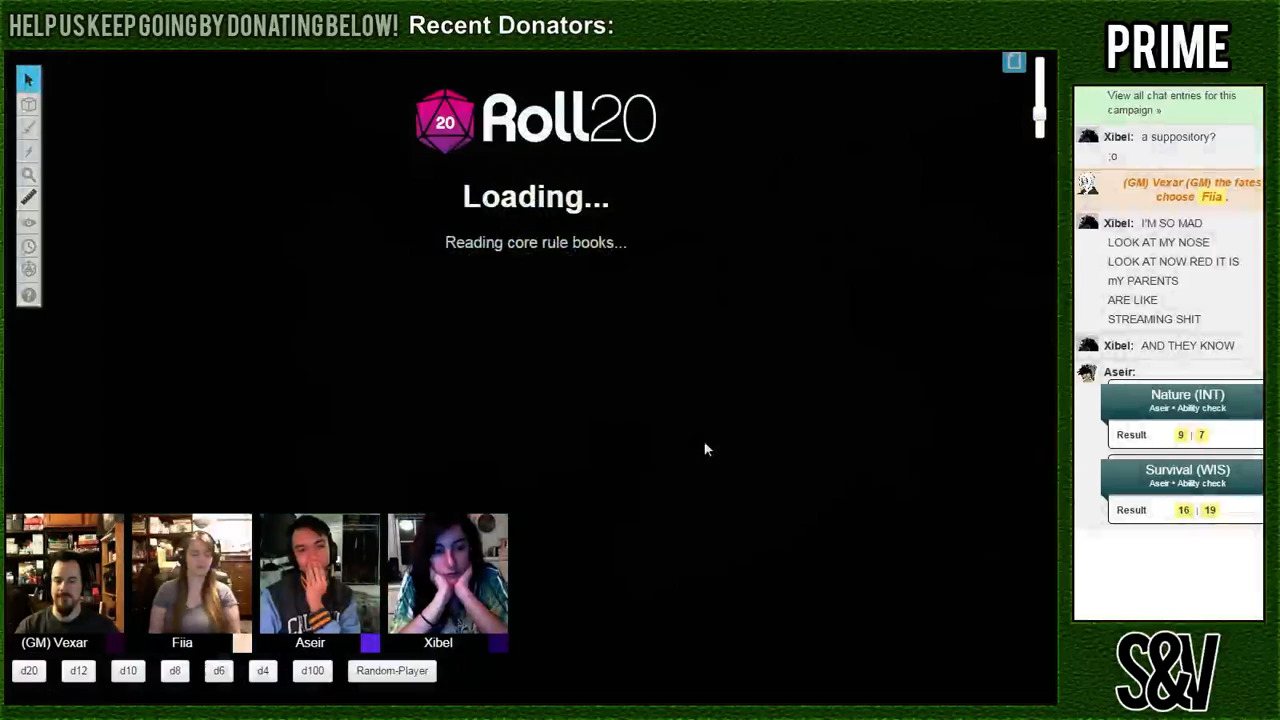 HELP US KEEP GOING BY DONATING BELOW! Recent Donators:
PRIME
20 Roll20
Loading...
Reading core rule books...
View all chat entries for this
campaign »
Xibel: a suppository?
;o
(GM) Vexar (GM) the fates
choose Fiia .
Xibel: I'M SO MAD
LOOK AT MY NOSE
LOOK AT NOW RED IT IS
mY PARENTS
ARE LIKE
STREAMING SHIT
Xibel: AND THEY KNOW
Aseir:
Nature (INT)
Aseir • Ability check
Result 9 | 7
Survival (WIS)
Aseir • Ability check
Result 16 | 19
(GM) Vexar Fiia Aseir Xibel
d20 d12 d10 d8 d6 d4 d100 Random-Player
S&V